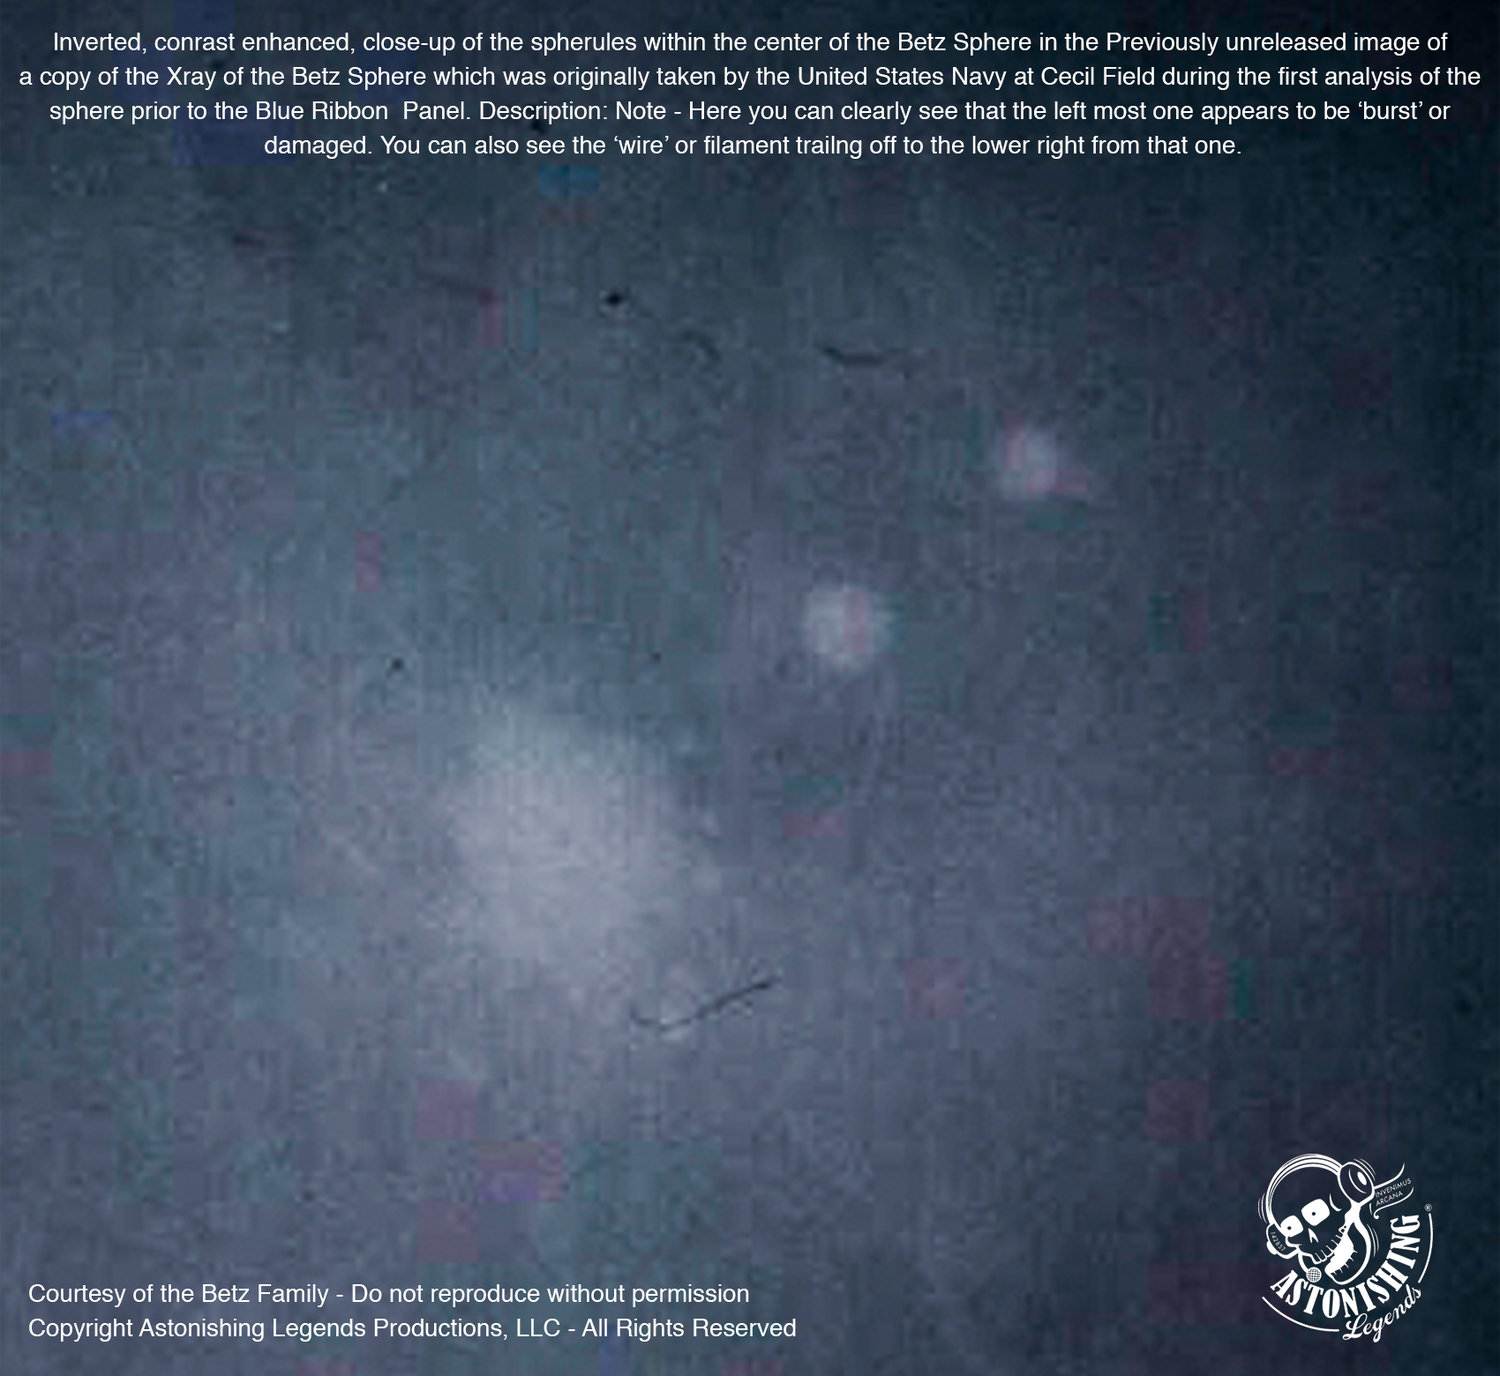 Inverted, conrast enhanced, close-up of the spherules within the center of the Betz Sphere in the Previously unreleased image of
a copy of the Xray of the Betz Sphere which was originally taken by the United States Navy at Cecil Field during the first analysis of the
sphere prior to the Blue Ribbon  Panel. Description: Note - Here you can clearly see that the left most one appears to be ‘burst’ or
damaged. You can also see the ‘wire’ or filament trailng off to the lower right from that one.
INVENIMUS
ARCANA
ASTONISHING
Legends
®
Courtesy of the Betz Family - Do not reproduce without permission
Copyright Astonishing Legends Productions, LLC - All Rights Reserved